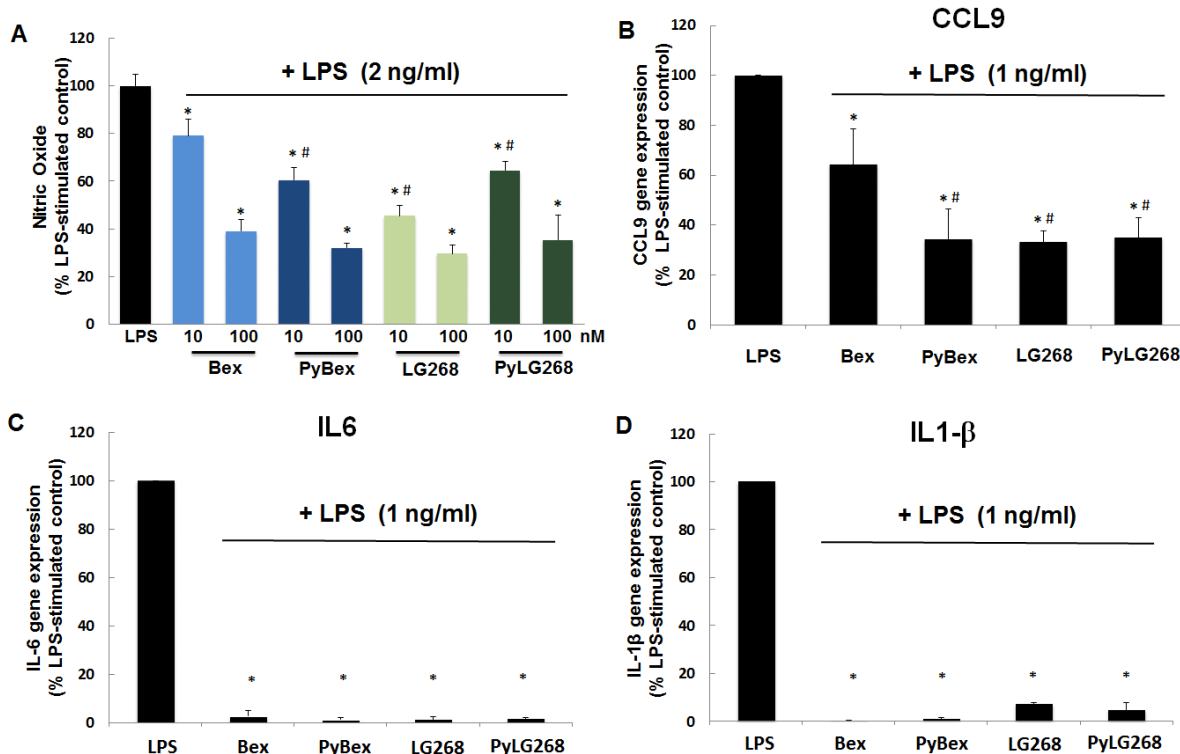 A
Nitric Oxide
(% LPS-stimulated control)
120
100
80
60
40
20
0
+ LPS (2 ng/ml)
*
*
* #
*
* #
*
* #
*
LPS
10
100
10
100
10
100
10
100
nM
Bex
PyBex
LG268
PyLG268
B
CCL9
CCL9 gene expression
(% LPS-stimulated control)
120
100
80
60
40
20
0
+ LPS (1 ng/ml)
*
* #
* #
* #
LPS
Bex
PyBex
LG268
PyLG268
C
IL6
IL-6 gene expression
(% LPS-stimulated control)
120
100
80
60
40
20
0
+ LPS (1 ng/ml)
*
*
*
*
LPS
Bex
PyBex
LG268
PyLG268
D
IL1-β
IL-1β gene expression
(% LPS-stimulated control)
120
100
80
60
40
20
0
+ LPS (1 ng/ml)
*
*
*
*
LPS
Bex
PyBex
LG268
PyLG268